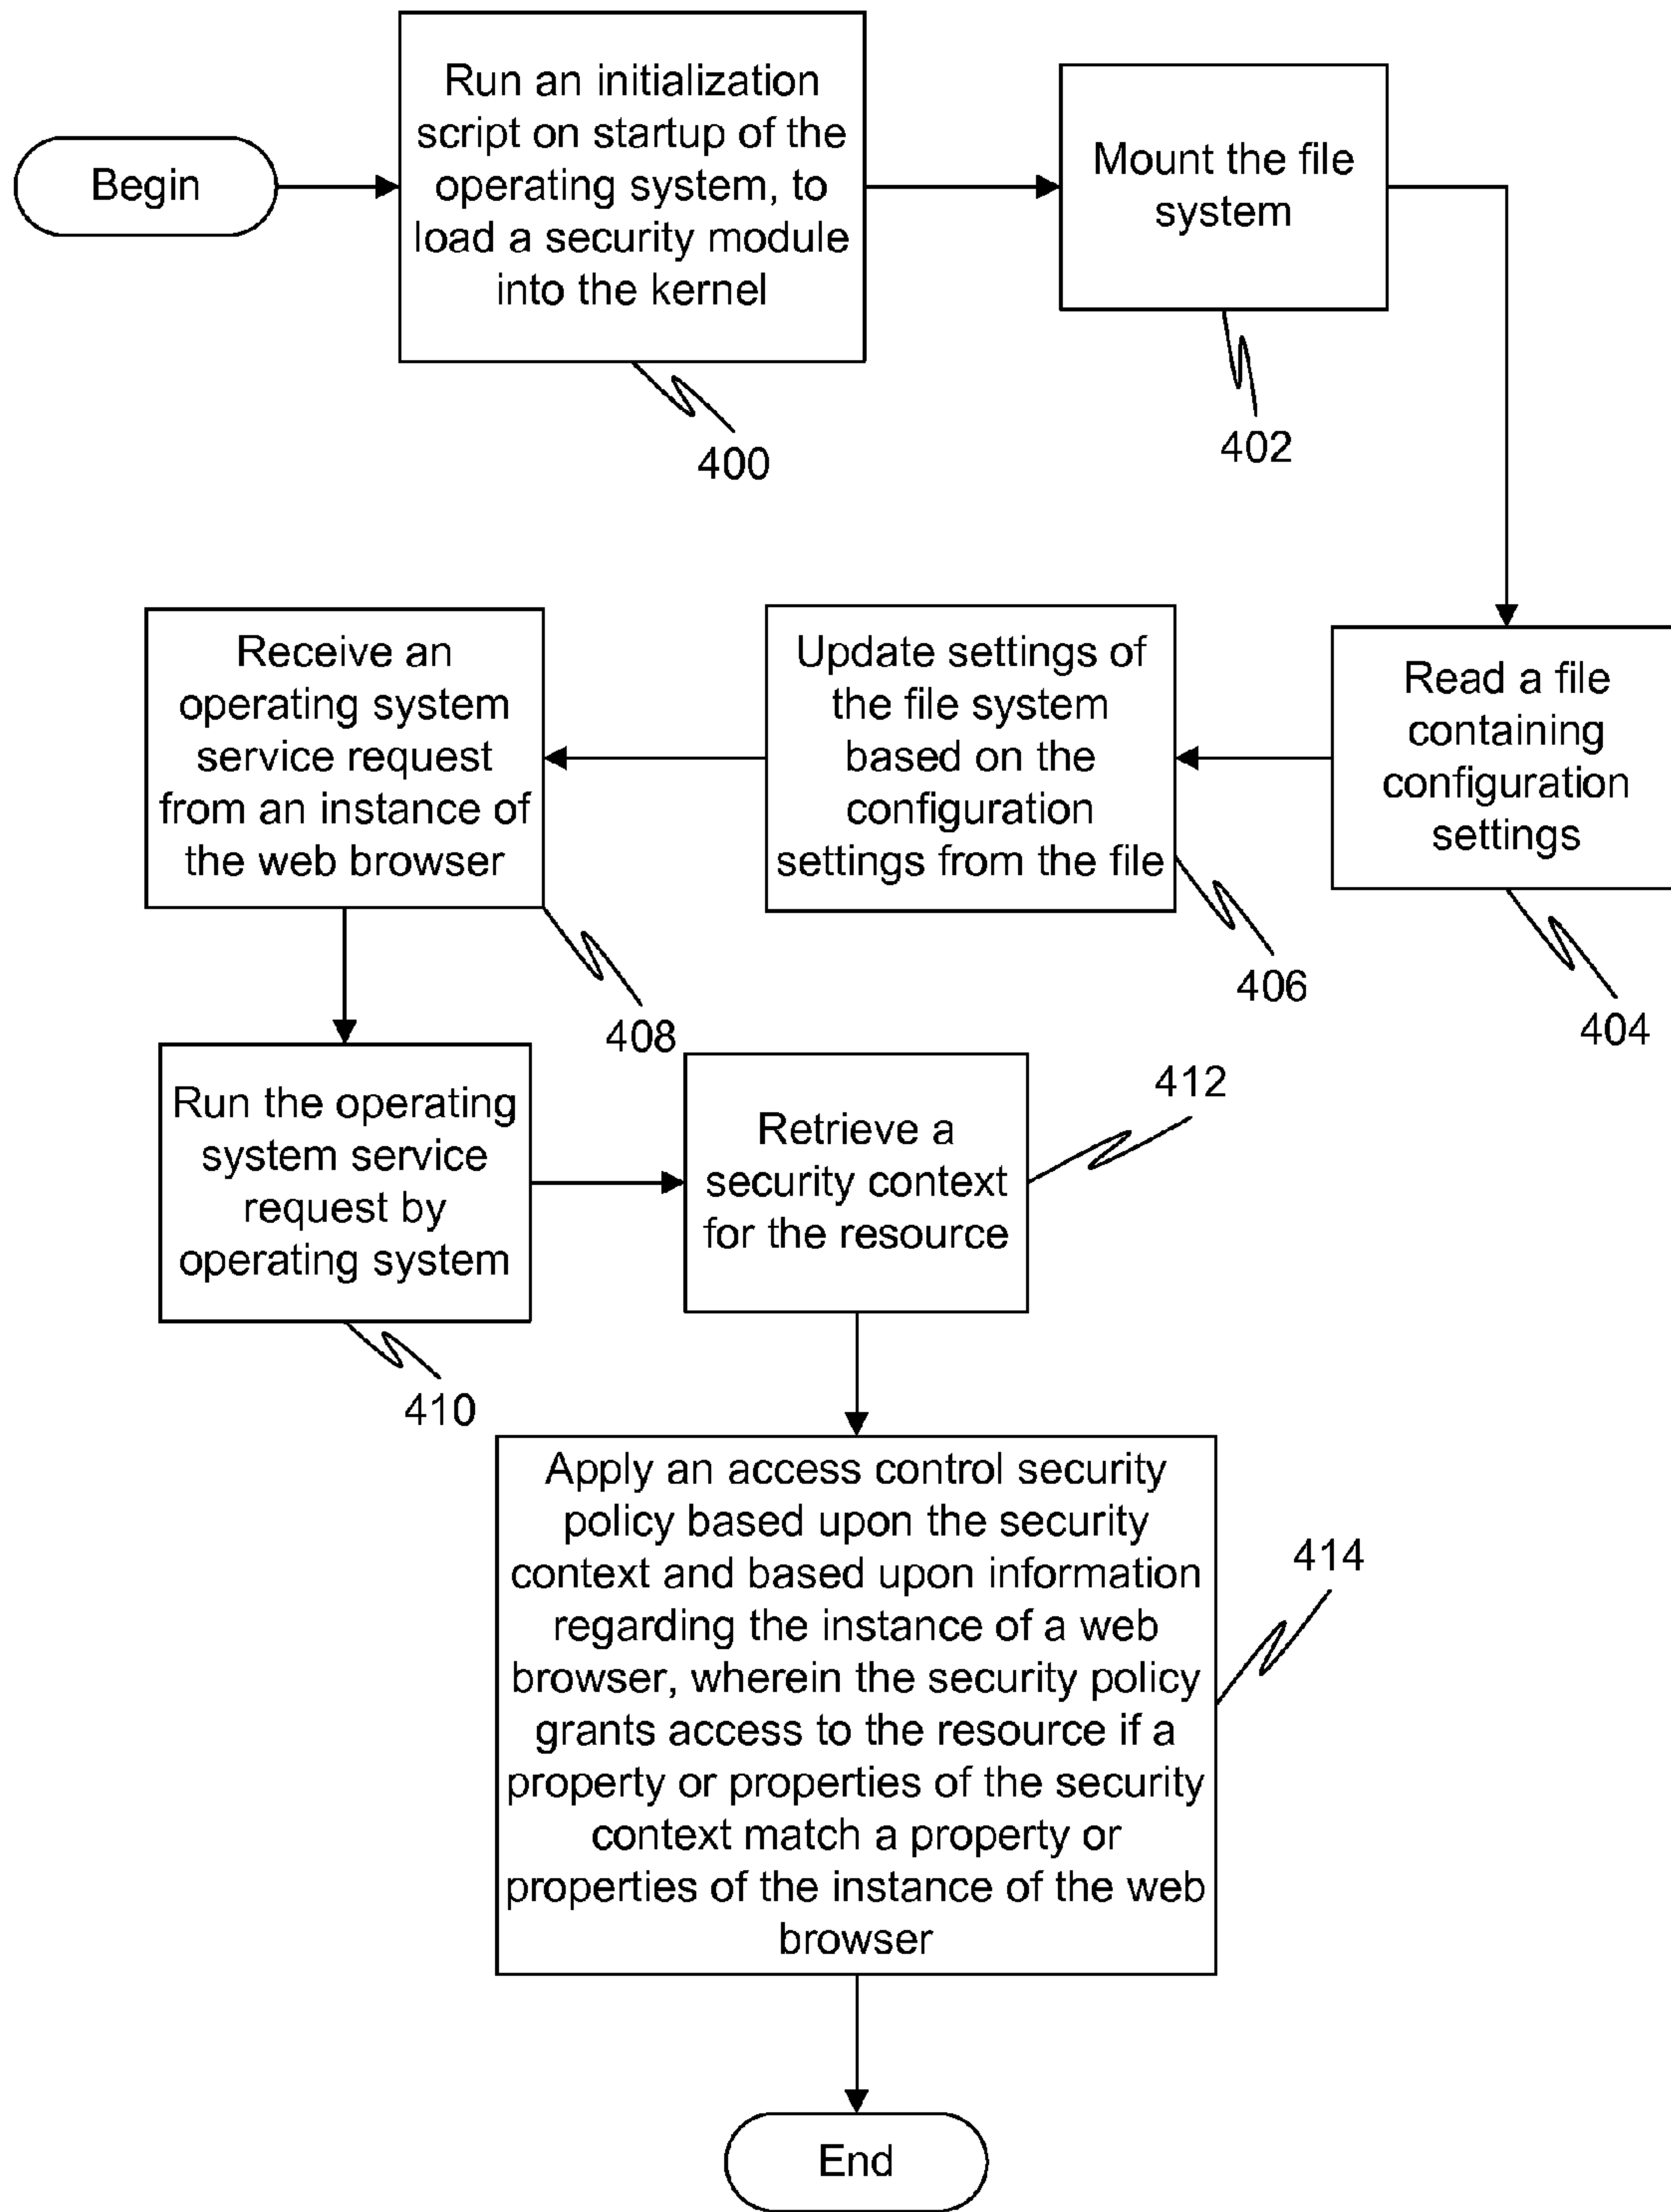 Begin
Run an initialization
script on startup of the
operating system, to
load a security module
into the kernel
400
Mount the file
system
402
Read a file
containing
configuration
settings
404
Update settings of
the file system
based on the
configuration
settings from the file
406
Receive an
operating system
service request
from an instance of
the web browser
408
Run the operating
system service
request by
operating system
410
Retrieve a
security context
for the resource
412
Apply an access control security
policy based upon the security
context and based upon information
regarding the instance of a web
browser, wherein the security policy
grants access to the resource if a
property or properties of the security
context match a property or
properties of the instance of the web
browser
414
End